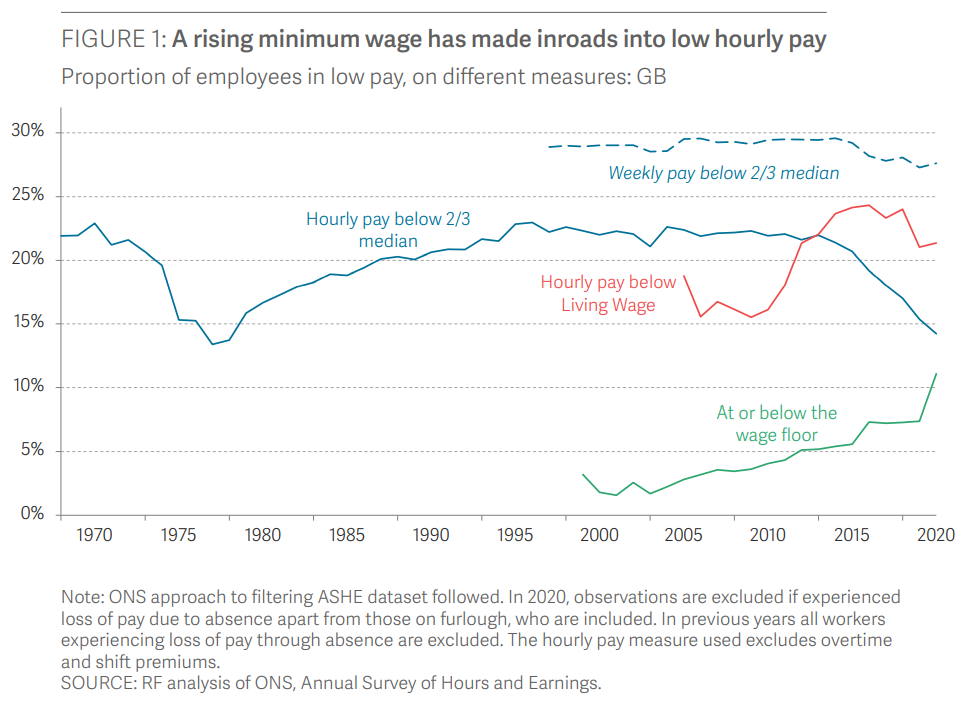 FIGURE 1: A rising minimum wage has made inroads into low hourly pay
Proportion of employees in low pay, on different measures: GB
30%
25%
20%
15%
10%
5%
0%
Weekly pay below 2/3 median
Hourly pay below 2/3
median
Hourly pay below
Living Wage
At or below the
wage floor
1970 1975 1980 1985 1990 1995 2000 2005 2010 2015 2020
Note: ONS approach to filtering ASHE dataset followed. In 2020, observations are excluded if experienced
loss of pay due to absence apart from those on furlough, who are included. In previous years all workers
experiencing loss of pay through absence are excluded. The hourly pay measure used excludes overtime
and shift premiums.
SOURCE: RF analysis of ONS, Annual Survey of Hours and Earnings.